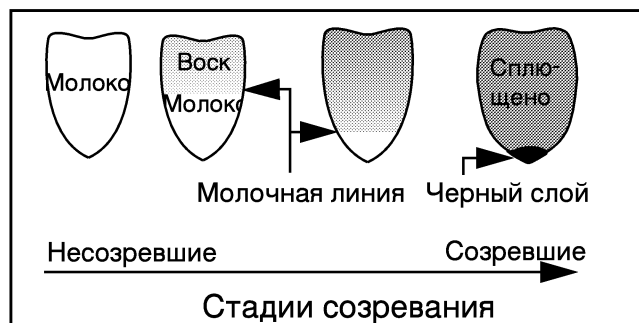 Молоко
Воск
Молоко
Сплю-
щено
Молочная линия
Черный слой
Несозревшие
Созревшие
Стадии созревания